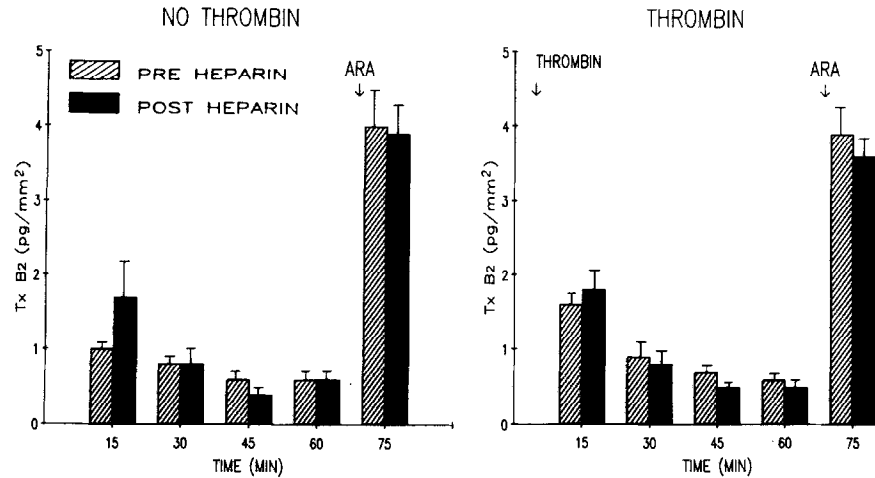 NO THROMBIN
PRE HEPARIN
POST HEPARIN
ARA
↓
5
4
3
2
1
0
Tx B2 (pg/mm²)
15 30 45 60 75
TIME (MIN)
THROMBIN
THROMBIN
↓
ARA
↓
5
4
3
2
1
0
Tx B2 (pg/mm²)
15 30 45 60 75
TIME (MIN)